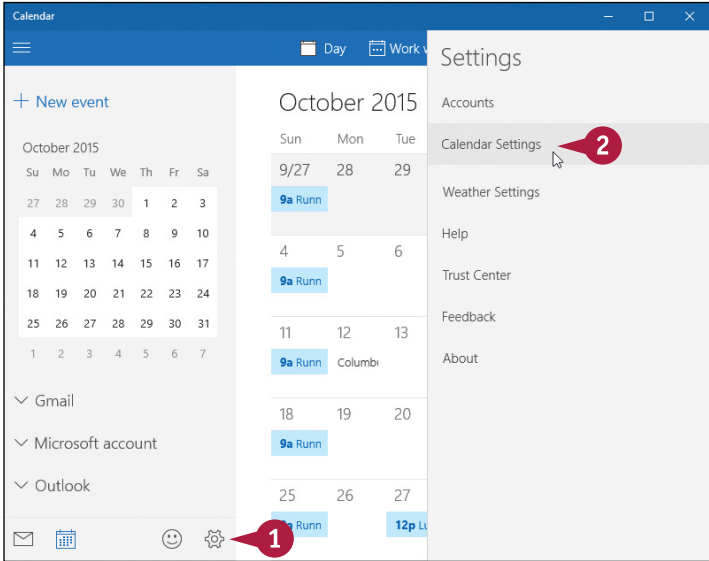 Calendar
Day Work w
Settings
+ New event
October 2015
Su Mo Tu We Th Fr Sa
27 28 29 30 1 2 3
4 5 6 7 8 9 10
11 12 13 14 15 16 17
18 19 20 21 22 23 24
25 26 27 28 29 30 31
1 2 3 4 5 6 7
Gmail
Microsoft account
Outlook
1
October 2015
Sun Mon Tue
9/27 28 29
9a Runn
4 5 6
9a Runn
11 12 13
9a Runn Columb
18 19 20
9a Runn
25 26 27
Runn 12p Lu
Accounts
Calendar Settings 2
Weather Settings
Help
Trust Center
Feedback
About